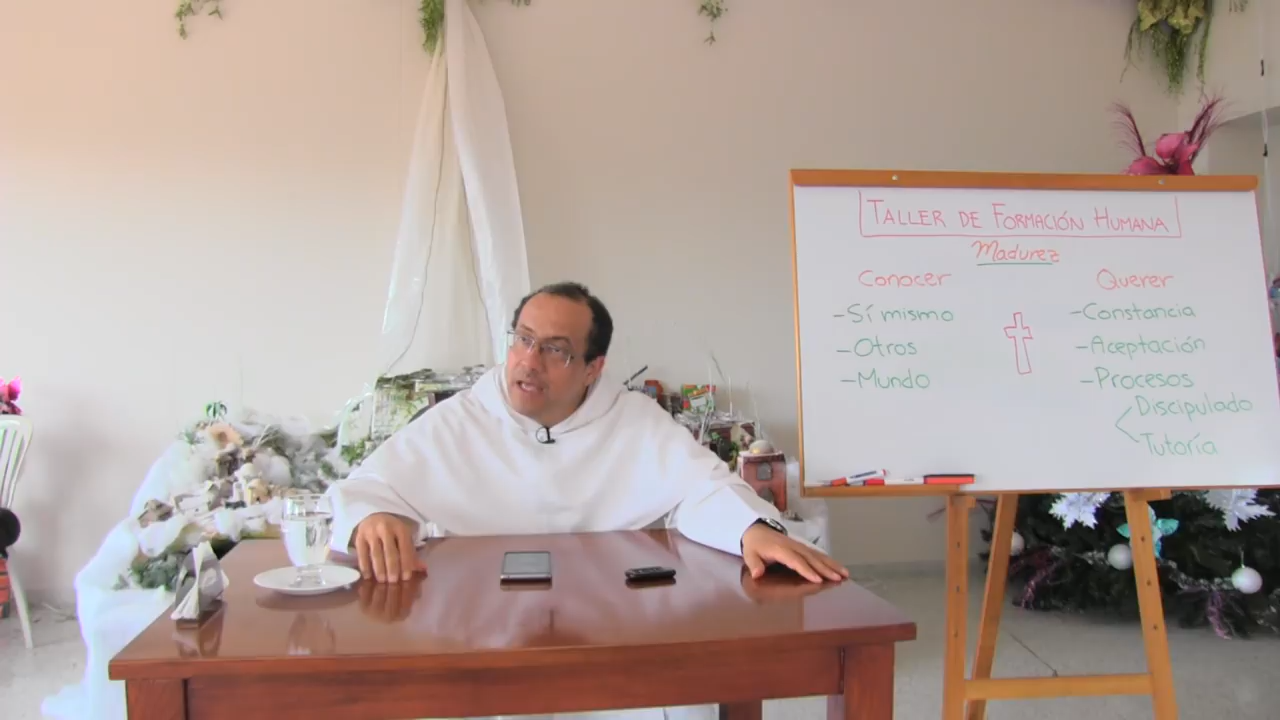 TALLER DE FORMACIÓN HUMANA
Madurez
Conocer
- Sí mismo
- Otros
- Mundo
Querer
- Constancia
- Aceptación
- Procesos
Discipulado
Tutoría